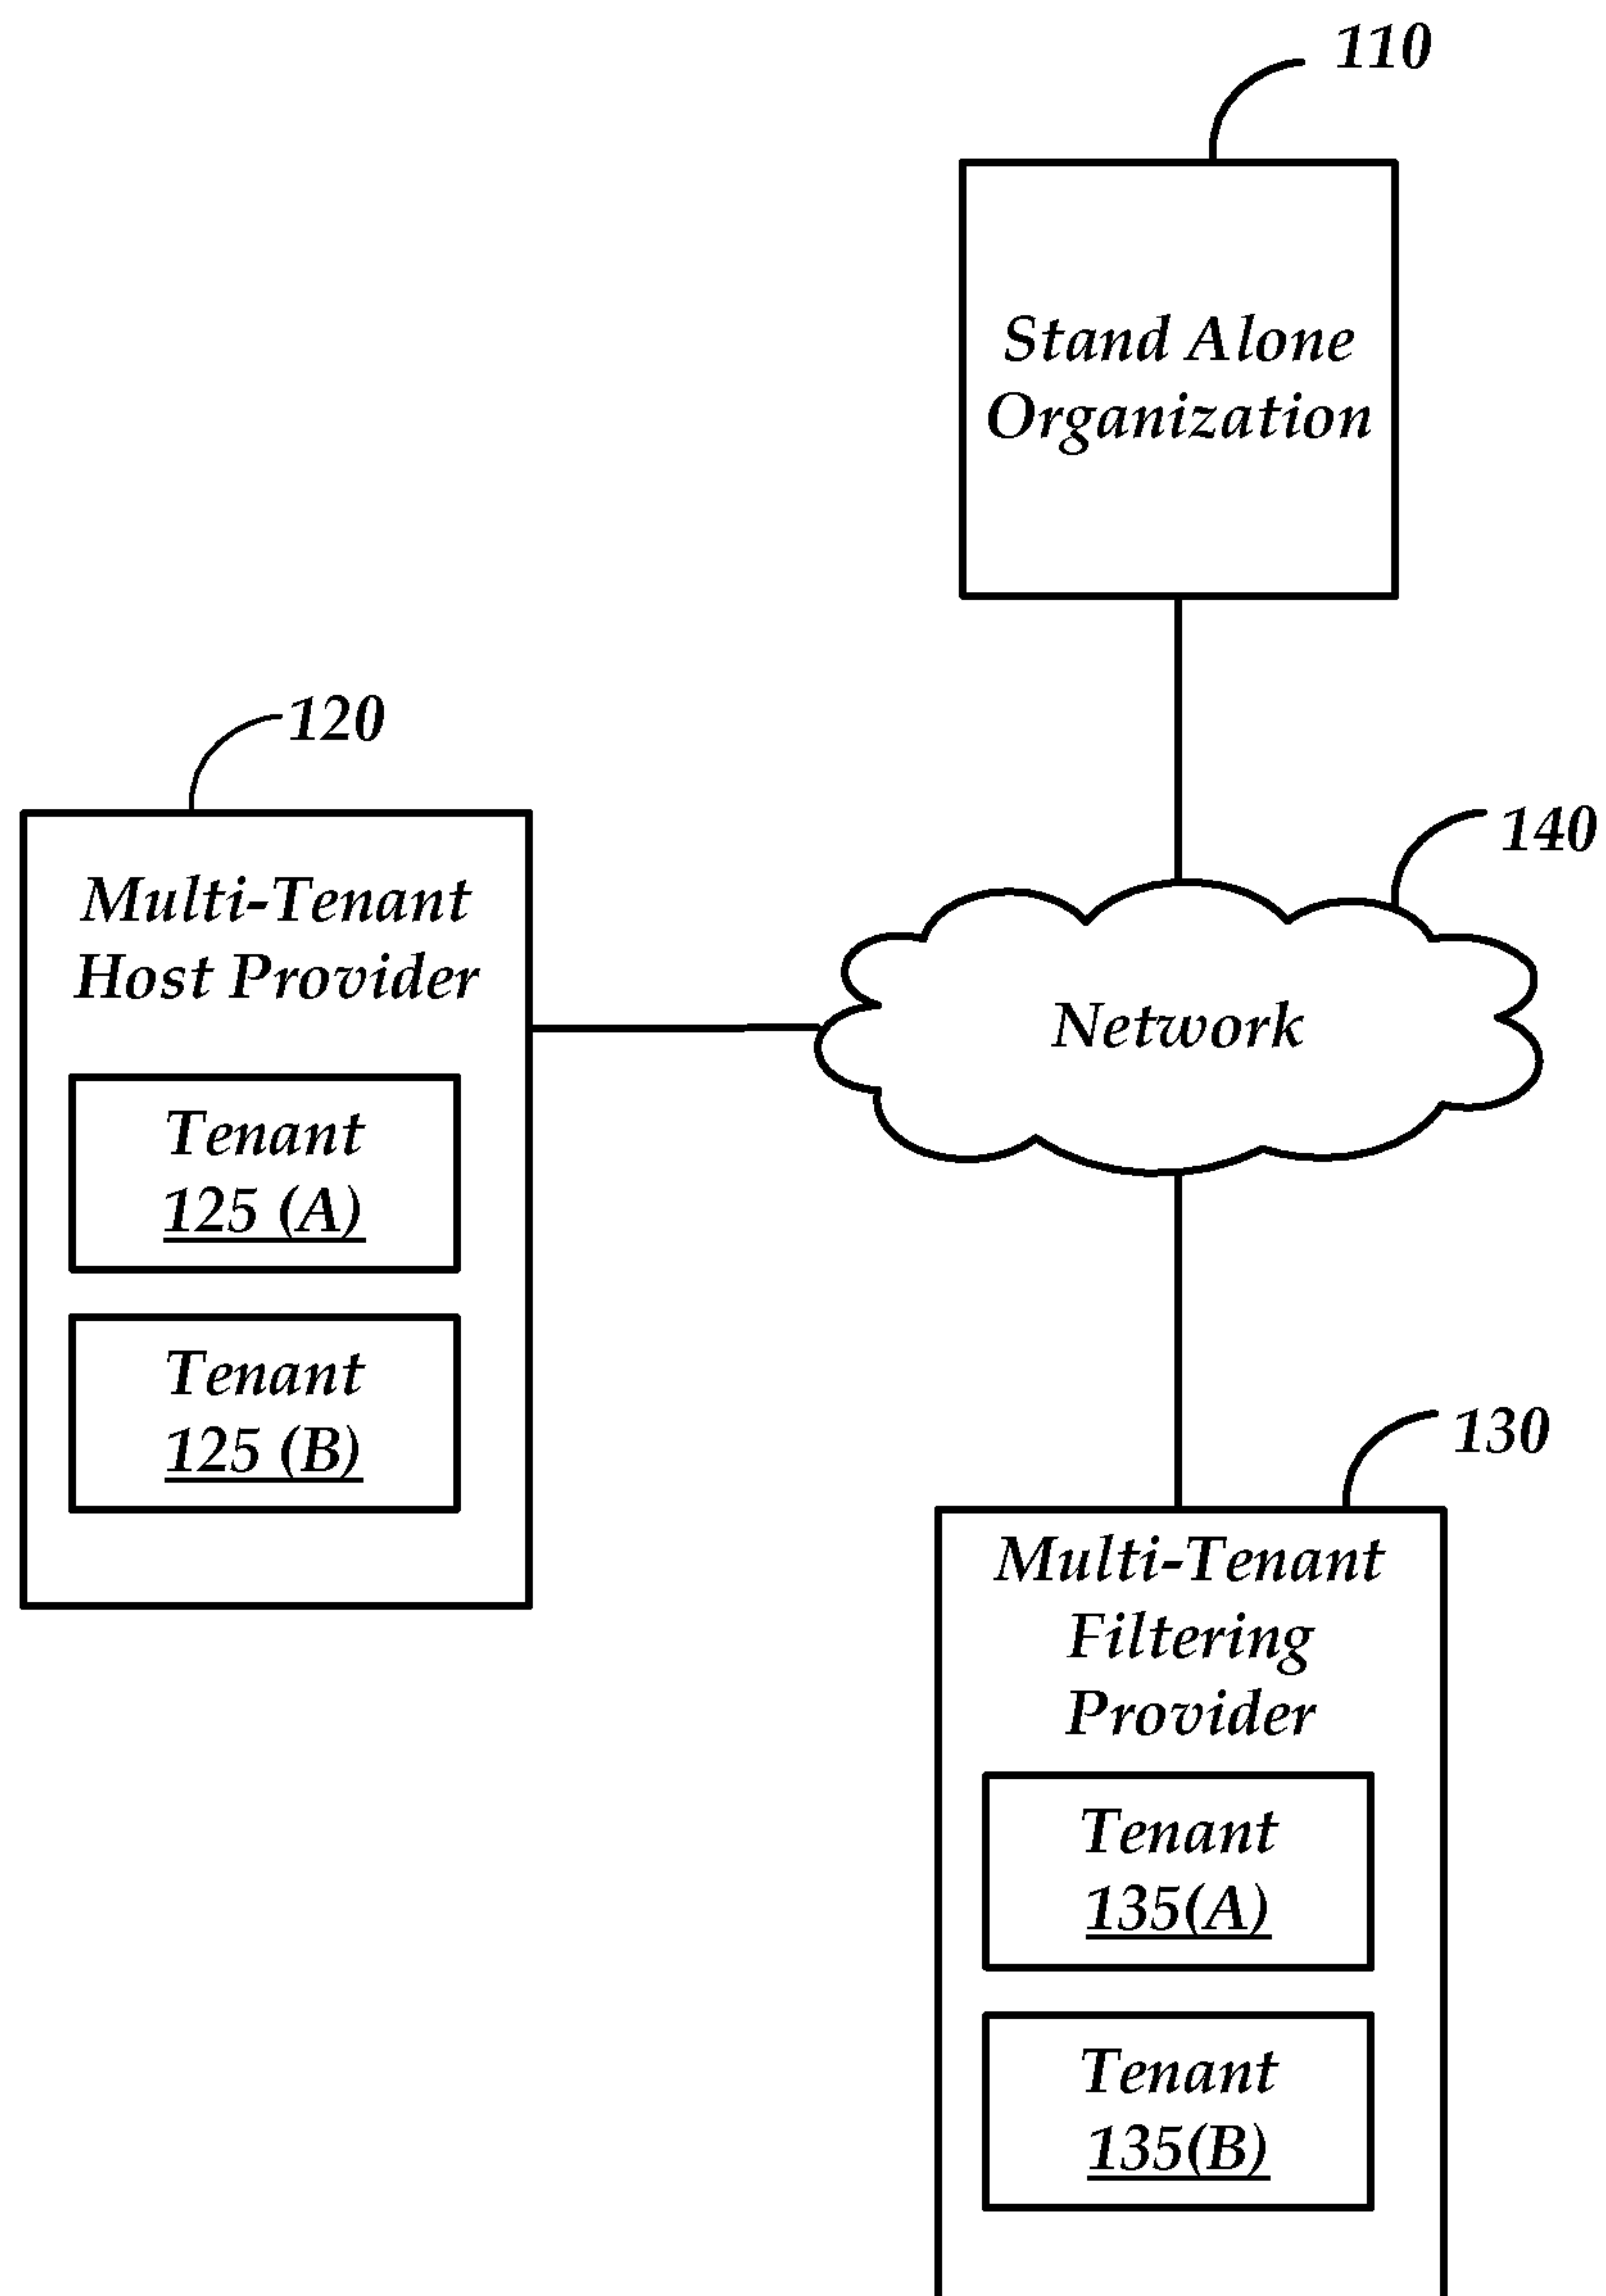 110
Stand Alone
Organization
120
140
Multi-Tenant
Host Provider
Network
Tenant
125 (A)
Tenant
125 (B)
130
Multi-Tenant
Filtering
Provider
Tenant
135(A)
Tenant
135(B)